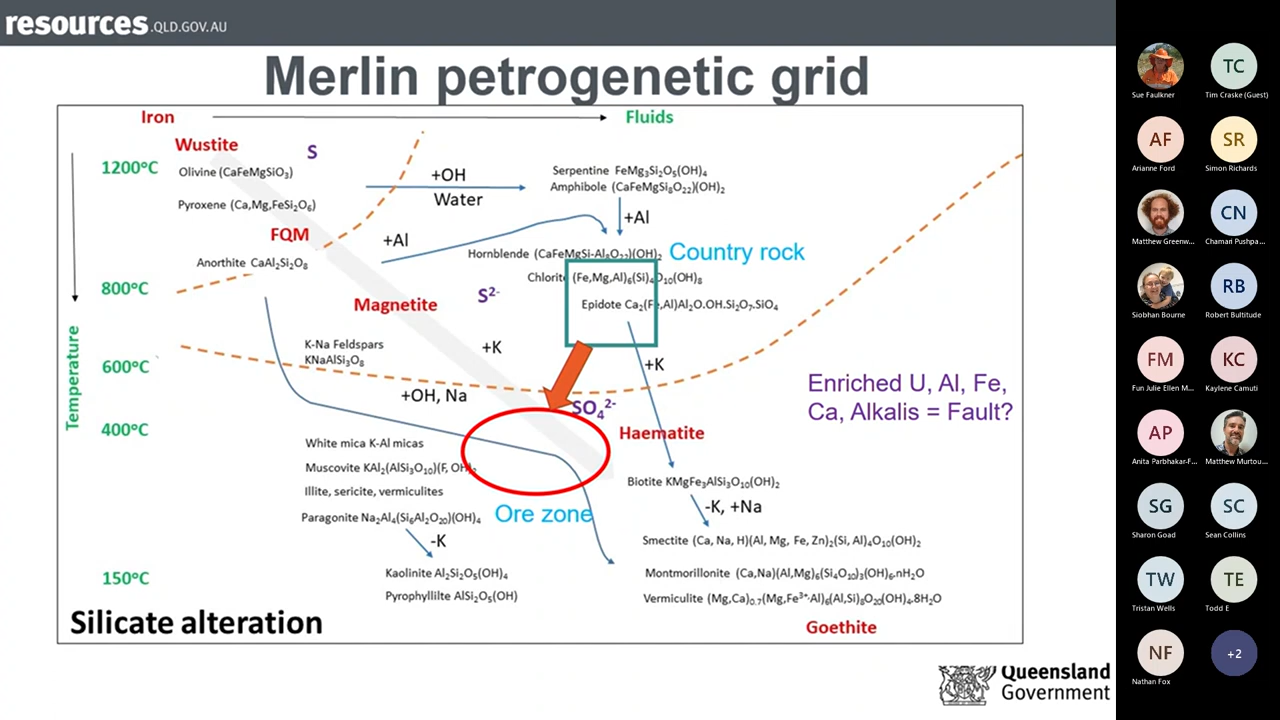 resources.QLD.GOV.AU
Merlin petrogenetic grid
Iron
Fluids
Wustite
S
1200°C
Olivine (CaFeMgSiO₃)
+OH
Water
Serpentine FeMg₃Si₂O₅(OH)₄
Amphibole (CaFeMgSi₈O₂₂)(OH)₂
Pyroxene (Ca,Mg,FeSi₂O₆)
+Al
FQM
+Al
Hornblende (CaFeMgSi-Al₈O₂₂)(OH)₂
Country rock
Anorthite CaAl₂Si₂O₈
Chlorite (Fe,Mg,Al)₆(Si)₄O₁₀(OH)₈
800°C
Magnetite
S²⁻
Epidote Ca₂(Fe,Al)Al₂O.OH.Si₂O₇.SiO₄
Temperature
K-Na Feldspars
KNaAlSi₃O₈
+K
+K
600°C
+OH, Na
Enriched U, Al, Fe,
Ca, Alkalis = Fault?
SO₄²⁻
400°C
Haematite
White mica K-Al micas
Muscovite KAl₂(AlSi₃O₁₀)(F, OH)₂
Illite, sericite, vermiculites
Paragonite Na₂Al₄(Si₆Al₂O₂₀)(OH)₄
Ore zone
Biotite KMgFe₃AlSi₃O₁₀(OH)₂
-K, +Na
-K
Smectite (Ca, Na, H)(Al, Mg, Fe, Zn)₂(Si, Al)₄O₁₀(OH)₂
150°C
Kaolinite Al₂Si₂O₅(OH)₄
Pyrophyllilte AlSi₂O₅(OH)
Montmorillonite (Ca,Na)(Al,Mg)₆(Si₄O₁₀)₃(OH)₆.nH₂O
Vermiculite (Mg,Ca)₀.₇(Mg,Fe³⁺Al)₆(Al,Si)₈O₂₀(OH)₄.8H₂O
Silicate alteration
Goethite
Queensland
Government
Sue Faulkner
TC
Tim Craske (Guest)
AF
Arianne Ford
SR
Simon Richards
Matthew Greenw...
CN
Chamari Pushpa...
Siobhan Bourne
RB
Robert Bultitude
FM
Fun Julie Ellen M...
KC
Kaylene Camuti
AP
Anita Parbhakar-F...
Matthew Murtou...
SG
Sharon Goad
SC
Sean Collins
TW
Tristan Wells
TE
Todd E
NF
Nathan Fox
+2